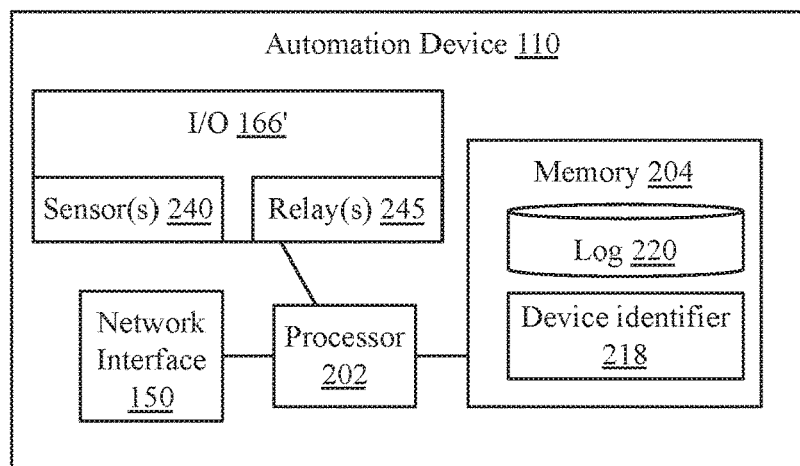 Automation Device 110
I/O 166'
Sensor(s) 240
Relay(s) 245
Memory 204
Log 220
Device identifier
218
Network
Interface
150
Processor
202